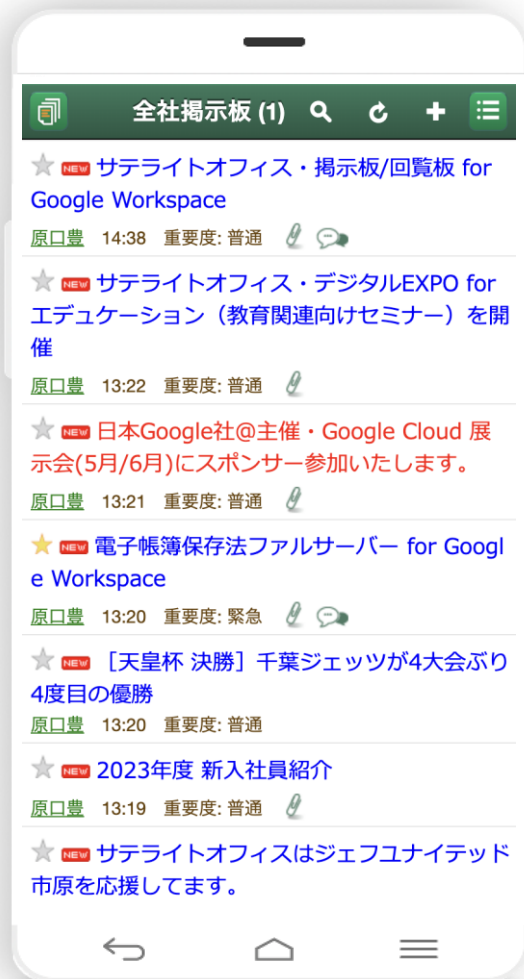 全社掲示板 (1)
NEW サテライトオフィス・掲示板/回覧板 for
Google Workspace
原口豊 14:38 重要度: 普通
NEW サテライトオフィス・デジタルEXPO for
エデュケーション（教育関連向けセミナー）を開
催
原口豊 13:22 重要度: 普通
NEW 日本Google社@主催・Google Cloud 展
示会(5月/6月)にスポンサー参加いたします。
原口豊 13:21 重要度: 普通
NEW 電子帳簿保存法ファルサーバー for Googl
e Workspace
原口豊 13:20 重要度: 緊急
NEW ［天皇杯 決勝］千葉ジェッツが4大会ぶり
4度目の優勝
原口豊 13:20 重要度: 普通
NEW 2023年度 新入社員紹介
原口豊 13:19 重要度: 普通
NEW サテライトオフィスはジェフユナイテッド
市原を応援してます。